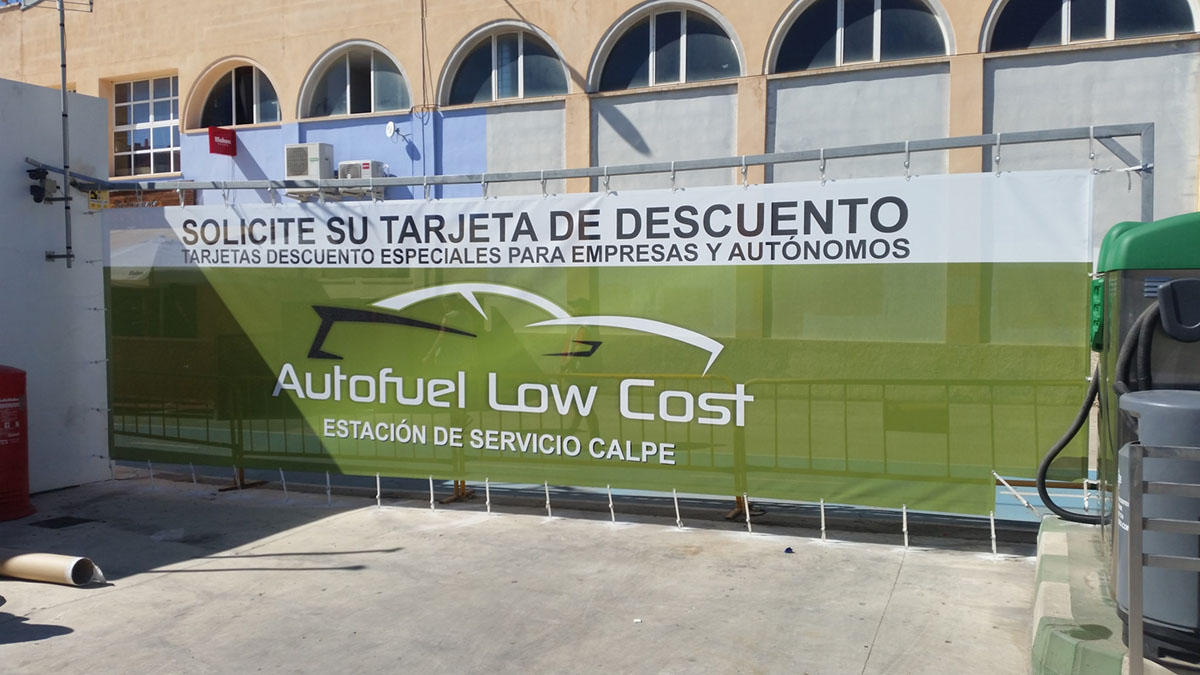 SOLICITE SU TARJETA DE DESCUENTO
TARJETAS DESCUENTO ESPECIALES PARA EMPRESAS Y AUTÓNOMOS
Autofuel Low Cost
ESTACIÓN DE SERVICIO CALPE